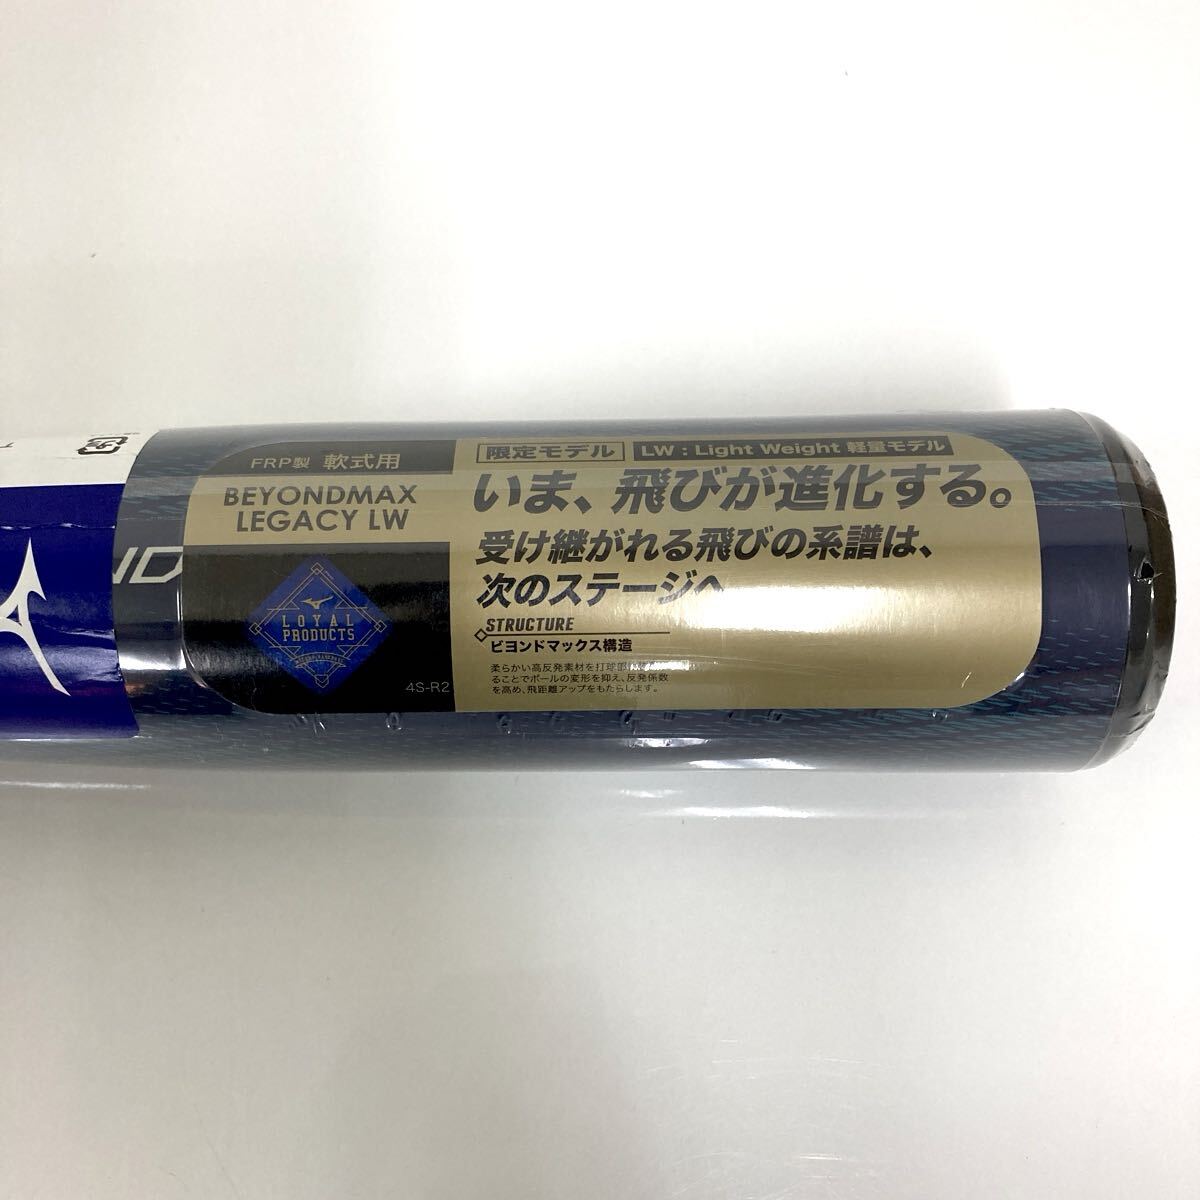 ND
FRP製 軟式用
BEYONDMAX
LEGACY LW
LOYAL
PRODUCTS
4S-R2
限定モデル
LW : Light Weight 軽量モデル
いま、飛びが進化する。
受け継がれる飛びの系譜は、
次のステージへ
STRUCTURE
ビヨンドマックス構造
柔らかい高反発素材を打球部
ることでボールの変形を抑え、反発係数
を高め、飛距離アップをもたらします。